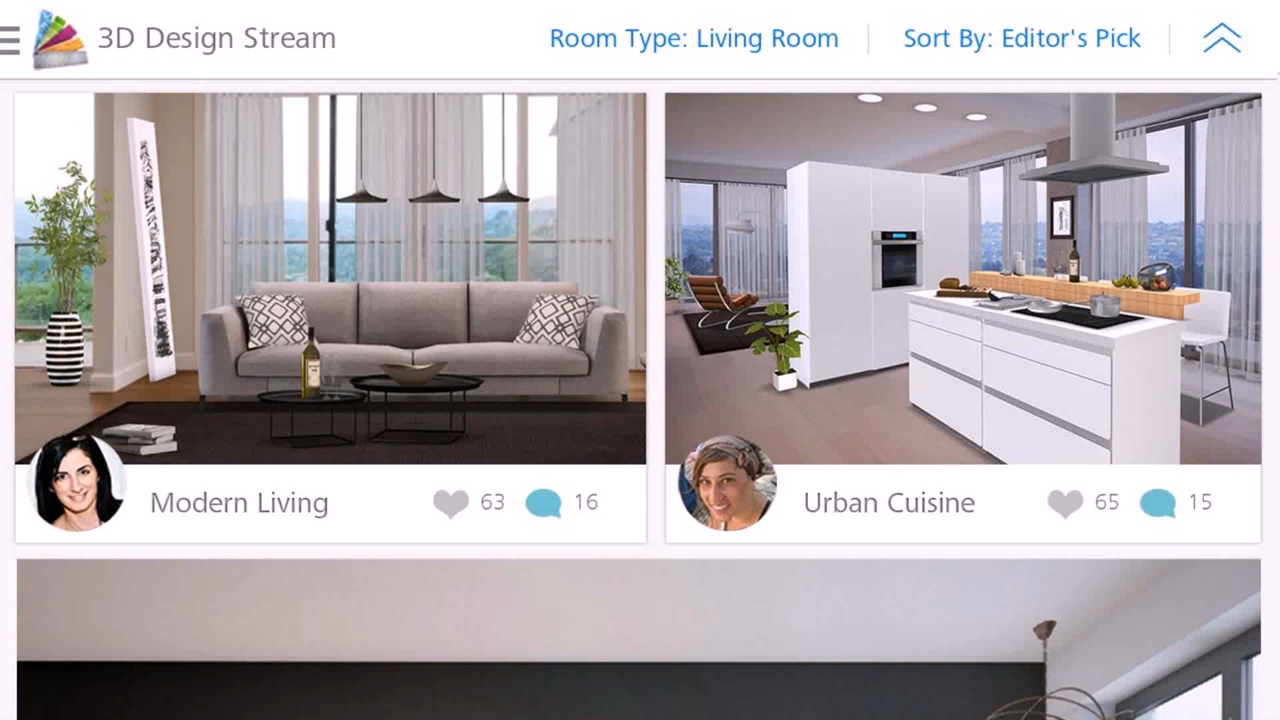 3D Design Stream
Room Type: Living Room
Sort By: Editor's Pick
Modern Living
63
16
Urban Cuisine
65
15